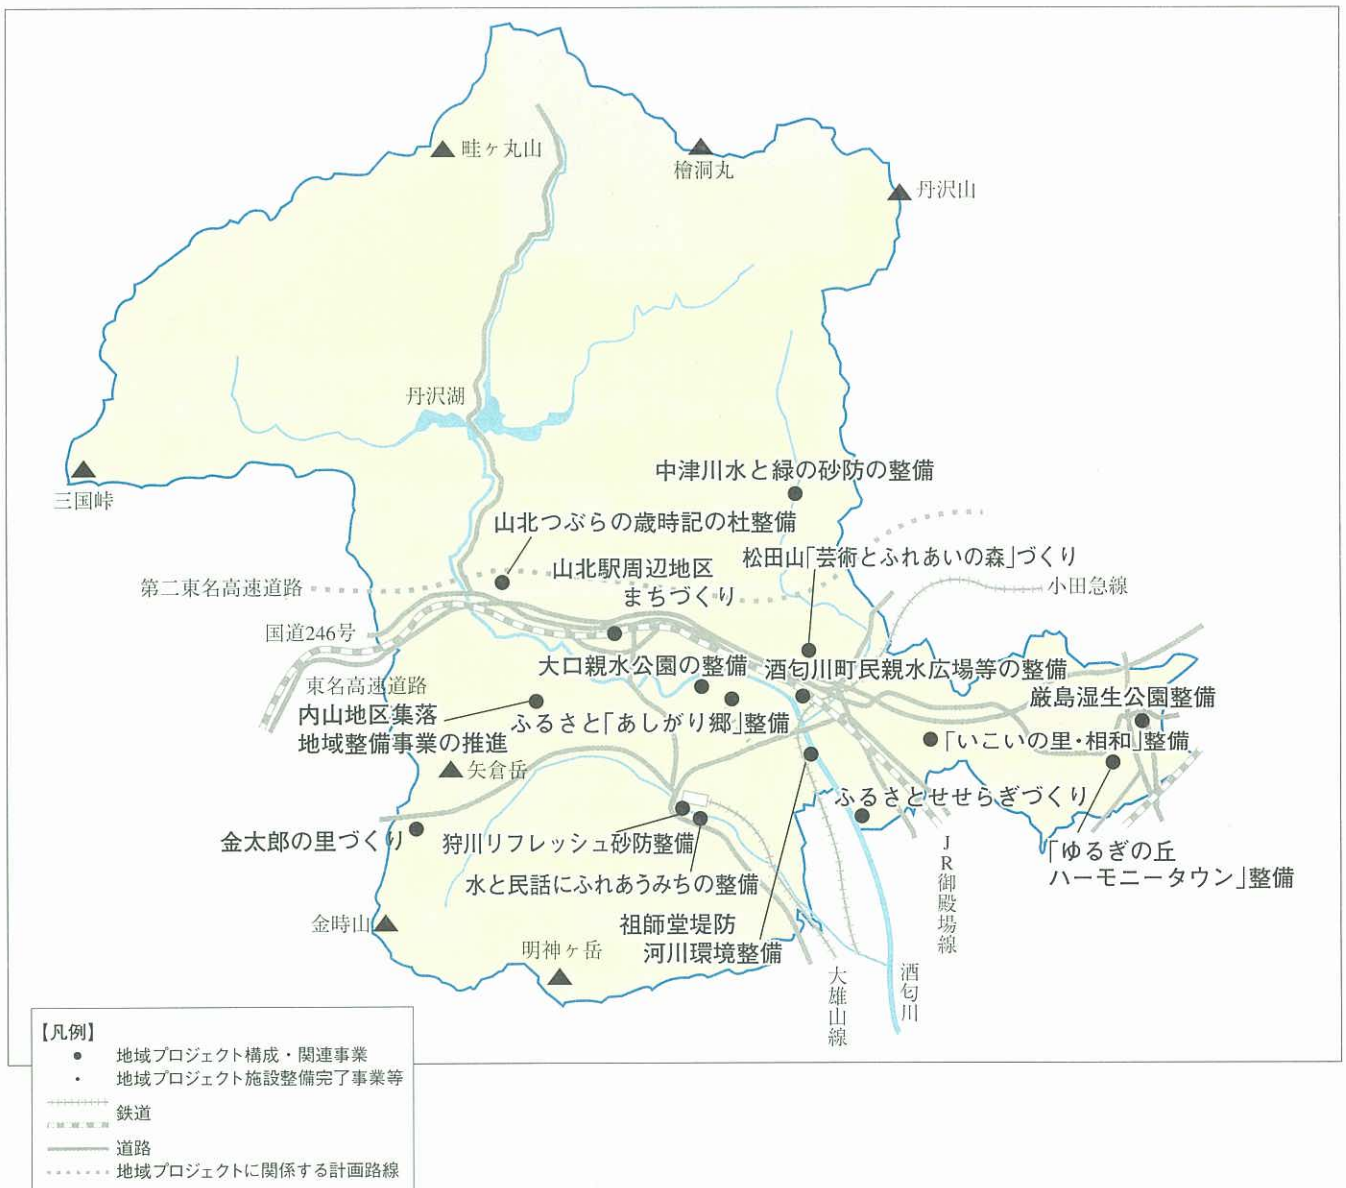 畦ヶ丸山
檜洞丸
丹沢山
丹沢湖
三国峠
中津川水と緑の砂防の整備
山北つぶらの歳時記の杜整備
松田山「芸術とふれあいの森」づくり
山北駅周辺地区
まちづくり
第二東名高速道路
小田急線
国道246号
大口親水公園の整備
酒匂川町民親水広場等の整備
東名高速道路
厳島湿生公園整備
内山地区集落
地域整備事業の推進
ふるさと「あしがり郷」整備
「いこいの里・相和」整備
矢倉岳
ふるさとせせらぎづくり
金太郎の里づくり
狩川リフレッシュ砂防整備
「ゆるぎの丘
ハーモニータウン」整備
水と民話にふれあうみちの整備
JR御殿場線
金時山
祖師堂堤防
河川環境整備
明神ヶ岳
大雄山線
酒匂川
【凡例】
地域プロジェクト構成・関連事業
地域プロジェクト施設整備完了事業等
鉄道
道路
地域プロジェクトに関係する計画路線